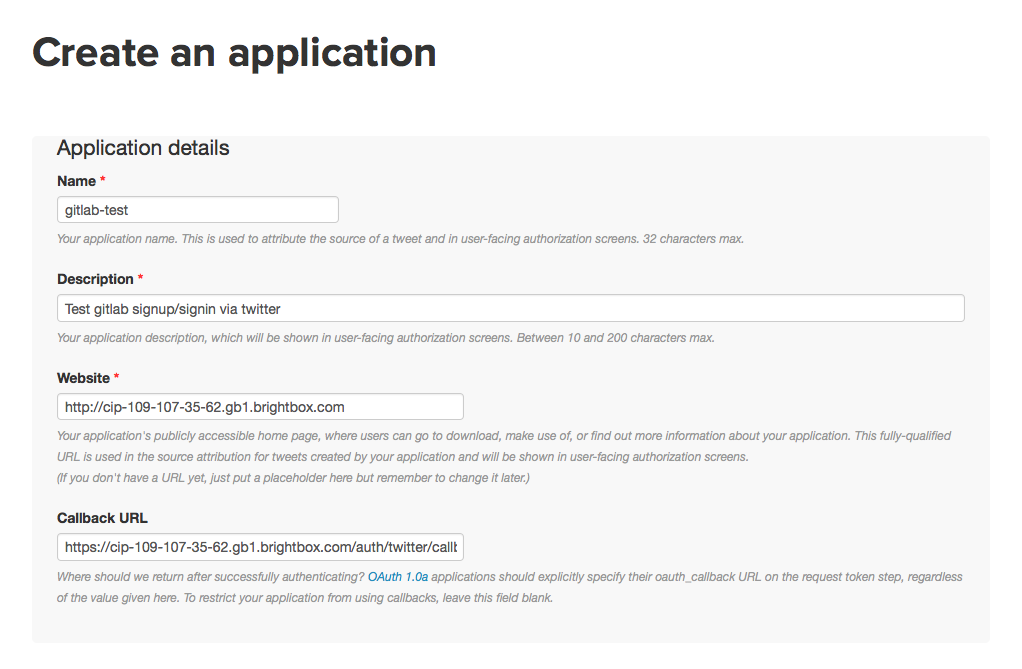 Create an application
Application details
Name *
gitlab-test
Your application name. This is used to attribute the source of a tweet and in user-facing authorization screens. 32 characters max.
Description *
Test gitlab signup/signin via twitter
Your application description, which will be shown in user-facing authorization screens. Between 10 and 200 characters max.
Website *
http://cip-109-107-35-62.gb1.brightbox.com
Your application's publicly accessible home page, where users can go to download, make use of, or find out more information about your application. This fully-qualified
URL is used in the source attribution for tweets created by your application and will be shown in user-facing authorization screens.
(If you don't have a URL yet, just put a placeholder here but remember to change it later.)
Callback URL
https://cip-109-107-35-62.gb1.brightbox.com/auth/twitter/callb
Where should we return after successfully authenticating? OAuth 1.0a applications should explicitly specify their oauth_callback URL on the request token step, regardless
of the value given here. To restrict your application from using callbacks, leave this field blank.